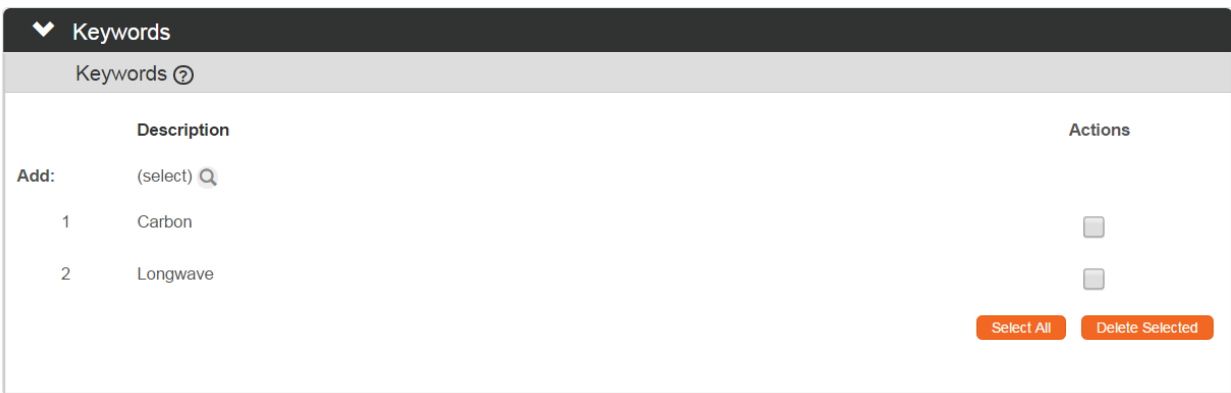 Keywords
Keywords ?
Description Actions
Add: (select)
1 Carbon
2 Longwave
Select All Delete Selected